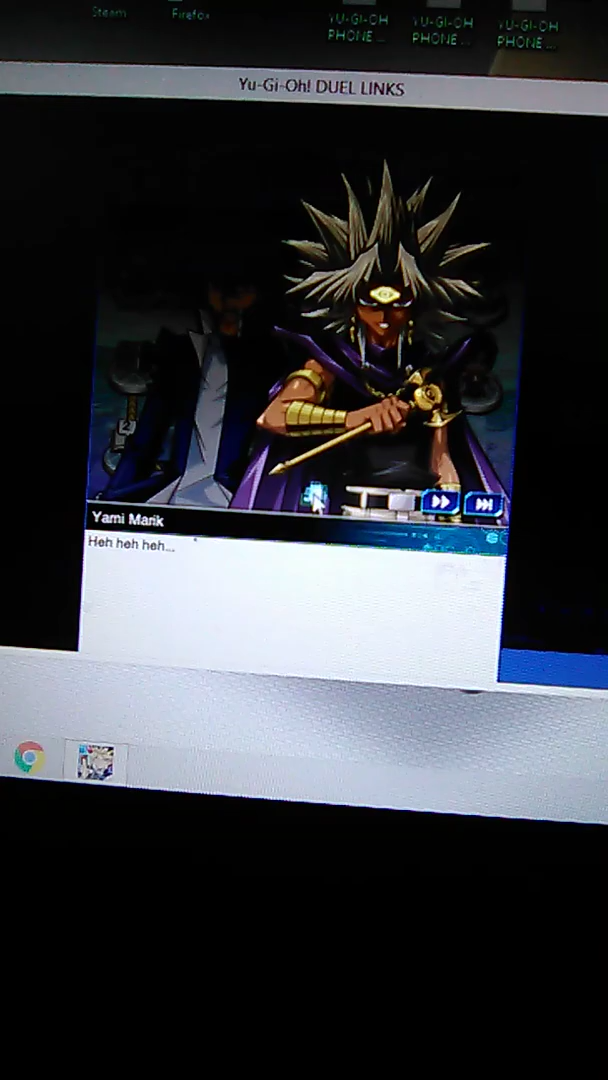 Steam
Firefox
YU-GI-OH
PHONE ...
YU-GI-OH
PHONE ...
YU-GI-OH
PHONE ...
Yu-Gi-Oh! DUEL LINKS
2
Yami Marik
Heh heh heh...